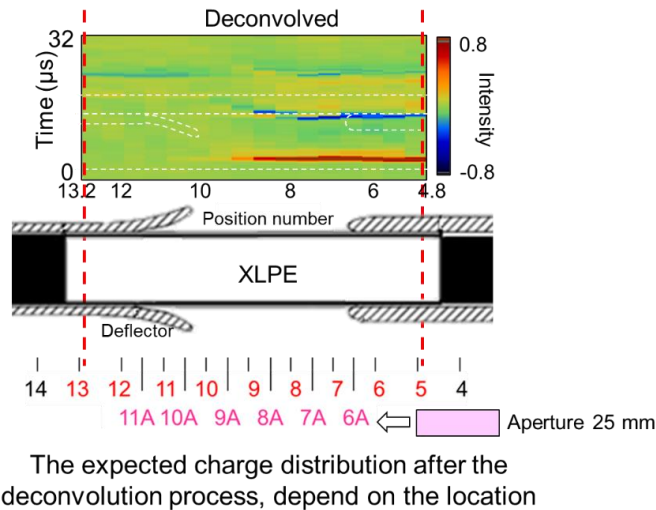 Deconvolved
32
Time (µs)
0
0.8
Intensity
-0.8
13.2 12 10 8 6 4.8
Position number
XLPE
Deflector
14 13 12 11 10 9 8 7 6 5 4
11A 10A 9A 8A 7A 6A
Aperture 25 mm
The expected charge distribution after the
deconvolution process, depend on the location